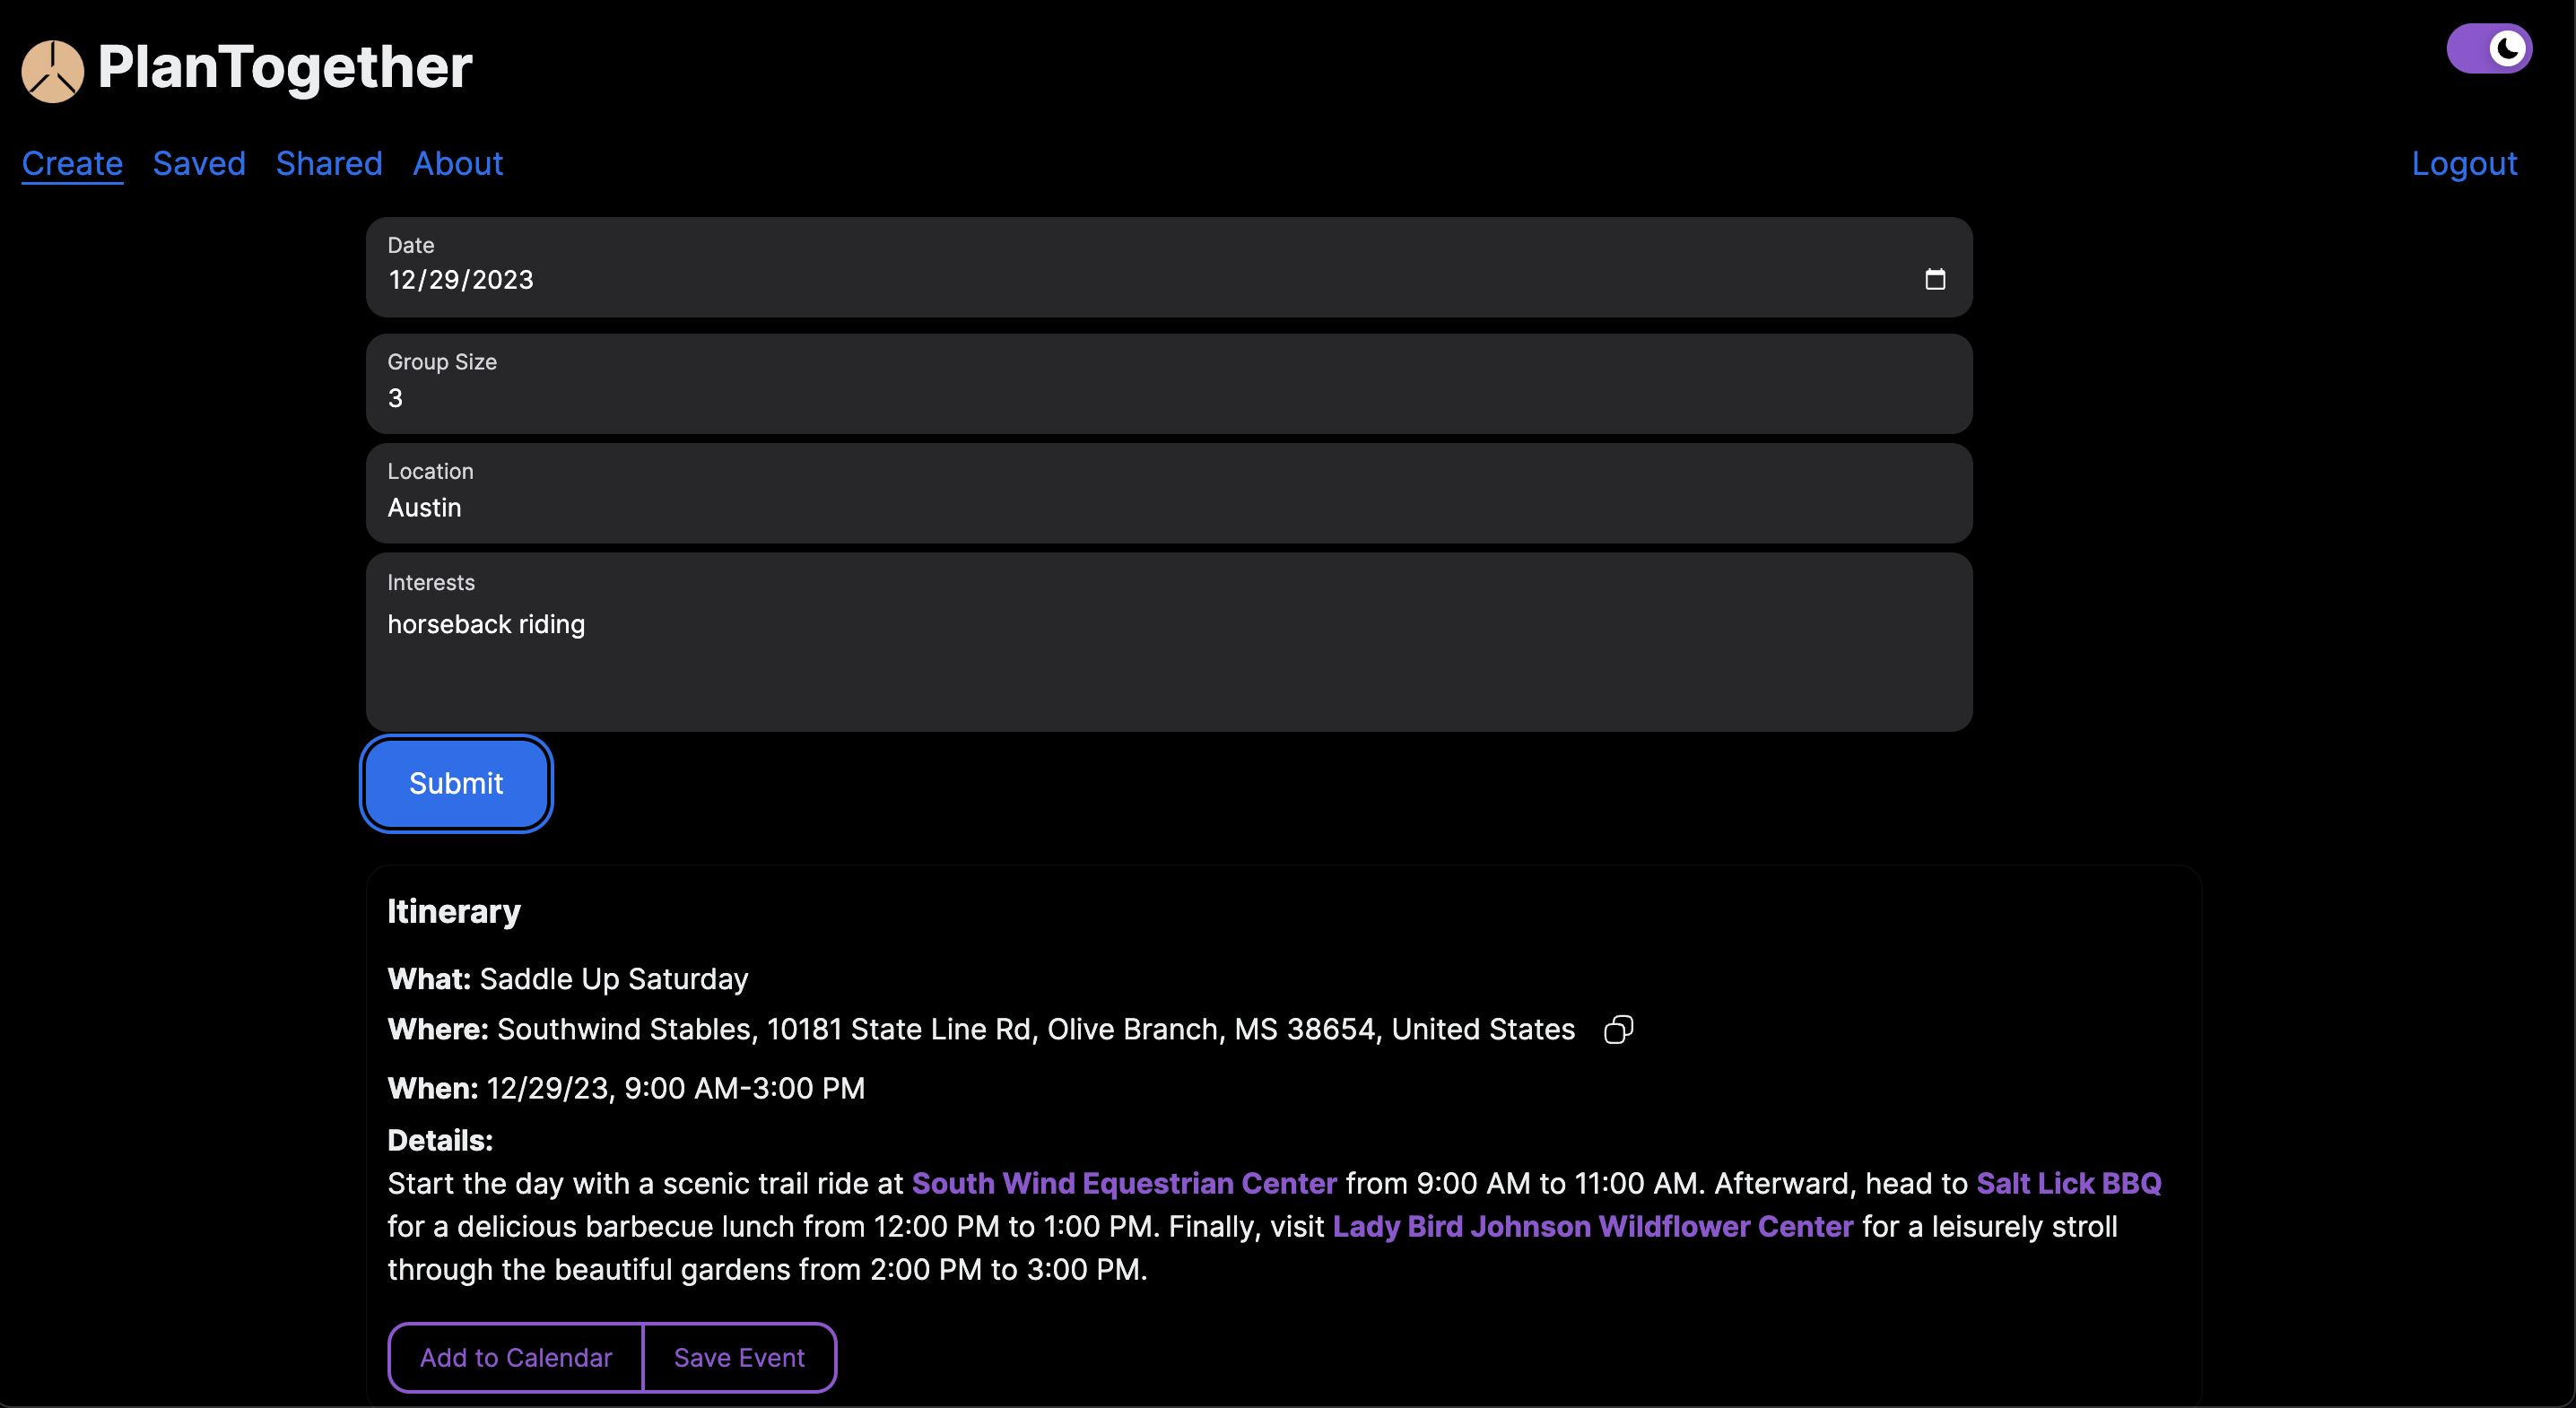 PlanTogether
Create Saved Shared About Logout
Date
12/29/2023
Group Size
3
Location
Austin
Interests
horseback riding
Submit
Itinerary
What: Saddle Up Saturday
Where: Southwind Stables, 10181 State Line Rd, Olive Branch, MS 38654, United States
When: 12/29/23, 9:00 AM-3:00 PM
Details:
Start the day with a scenic trail ride at South Wind Equestrian Center from 9:00 AM to 11:00 AM. Afterward, head to Salt Lick BBQ
for a delicious barbecue lunch from 12:00 PM to 1:00 PM. Finally, visit Lady Bird Johnson Wildflower Center for a leisurely stroll
through the beautiful gardens from 2:00 PM to 3:00 PM.
Add to Calendar Save Event